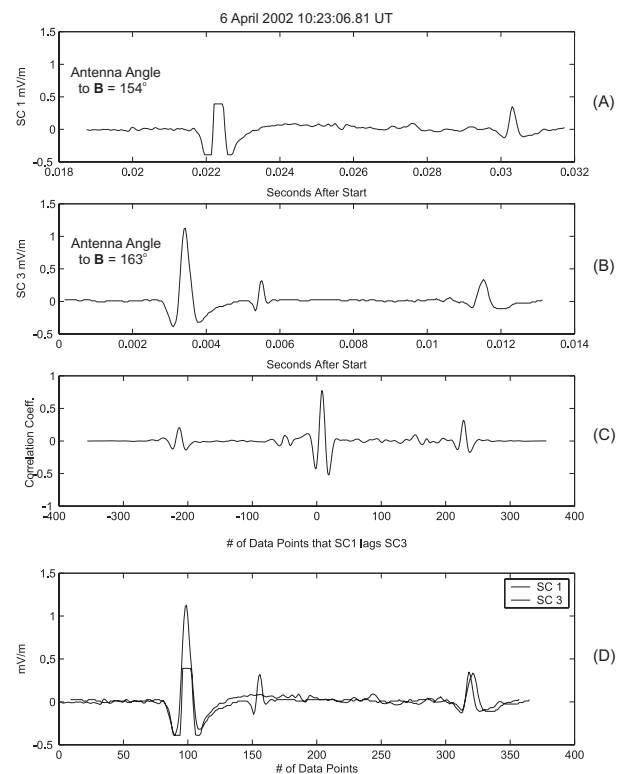 6 April 2002 10:23:06.81 UT
SC 1 mV/m
1.5
1
0.5
0
-0.5
Antenna Angle
to B = 154°
(A)
0.018 0.02 0.022 0.024 0.026 0.028 0.03 0.032
Seconds After Start
SC 3 mV/m
1.5
1
0.5
0
-0.5
Antenna Angle
to B = 163°
(B)
0 0.002 0.004 0.006 0.008 0.01 0.012 0.014
Seconds After Start
Correlation Coeff.
1
0.5
0
-0.5
-1
(C)
-400 -300 -200 -100 0 100 200 300 400
# of Data Points that SC1 lags SC3
mV/m
1.5
1
0.5
0
-0.5
SC 1
SC 3
(D)
0 50 100 150 200 250 300 350 400
# of Data Points